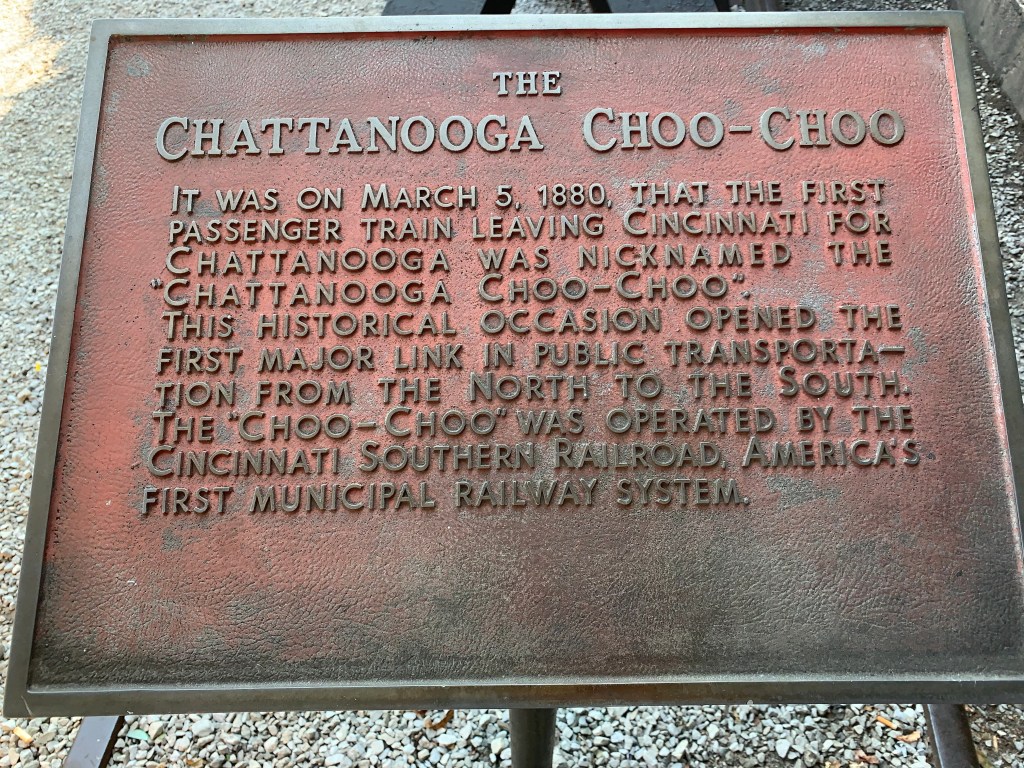 THE
CHATTANOOGA CHOO-CHOO
IT WAS ON MARCH 5, 1880, THAT THE FIRST
PASSENGER TRAIN LEAVING CINCINNATI FOR
CHATTANOOGA WAS NICKNAMED THE
"CHATTANOOGA CHOO-CHOO".
THIS HISTORICAL OCCASION OPENED THE
FIRST MAJOR LINK IN PUBLIC TRANSPORTA-
TION FROM THE NORTH TO THE SOUTH.
THE "CHOO-CHOO" WAS OPERATED BY THE
CINCINNATI SOUTHERN RAILROAD, AMERICA'S
FIRST MUNICIPAL RAILWAY SYSTEM.